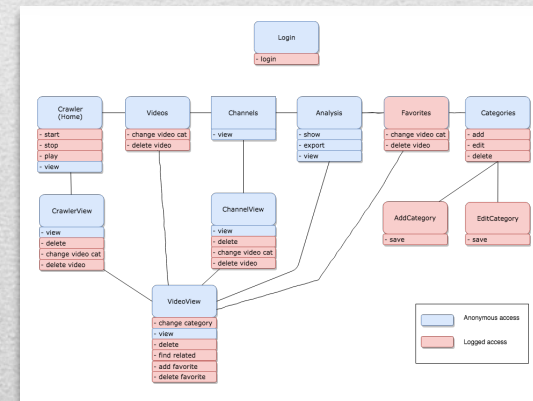 Login
- login
Crawler
(Home)
- start
- stop
- play
- view
Videos
- change video cat
- delete video
Channels
- view
Analysis
- show
- export
- view
Favorites
- change video cat
- delete video
Categories
- add
- edit
- delete
CrawlerView
- view
- delete
- change video cat
- delete video
ChannelView
- view
- delete
- change video cat
- delete video
AddCategory
- save
EditCategory
- save
VideoView
- change category
- view
- delete
- find related
- add favorite
- delete favorite
Anonymous access
Logged access